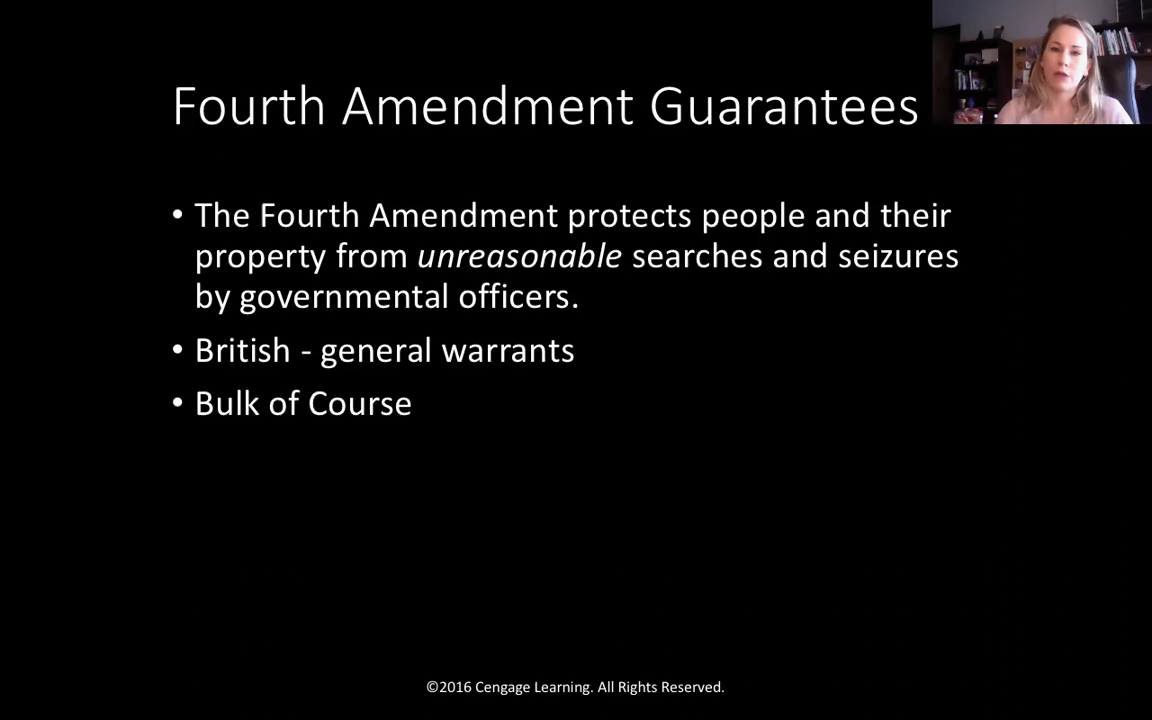 Fourth Amendment Guarantees
• The Fourth Amendment protects people and their
property from unreasonable searches and seizures
by governmental officers.
• British - general warrants
• Bulk of Course
©2016 Cengage Learning. All Rights Reserved.